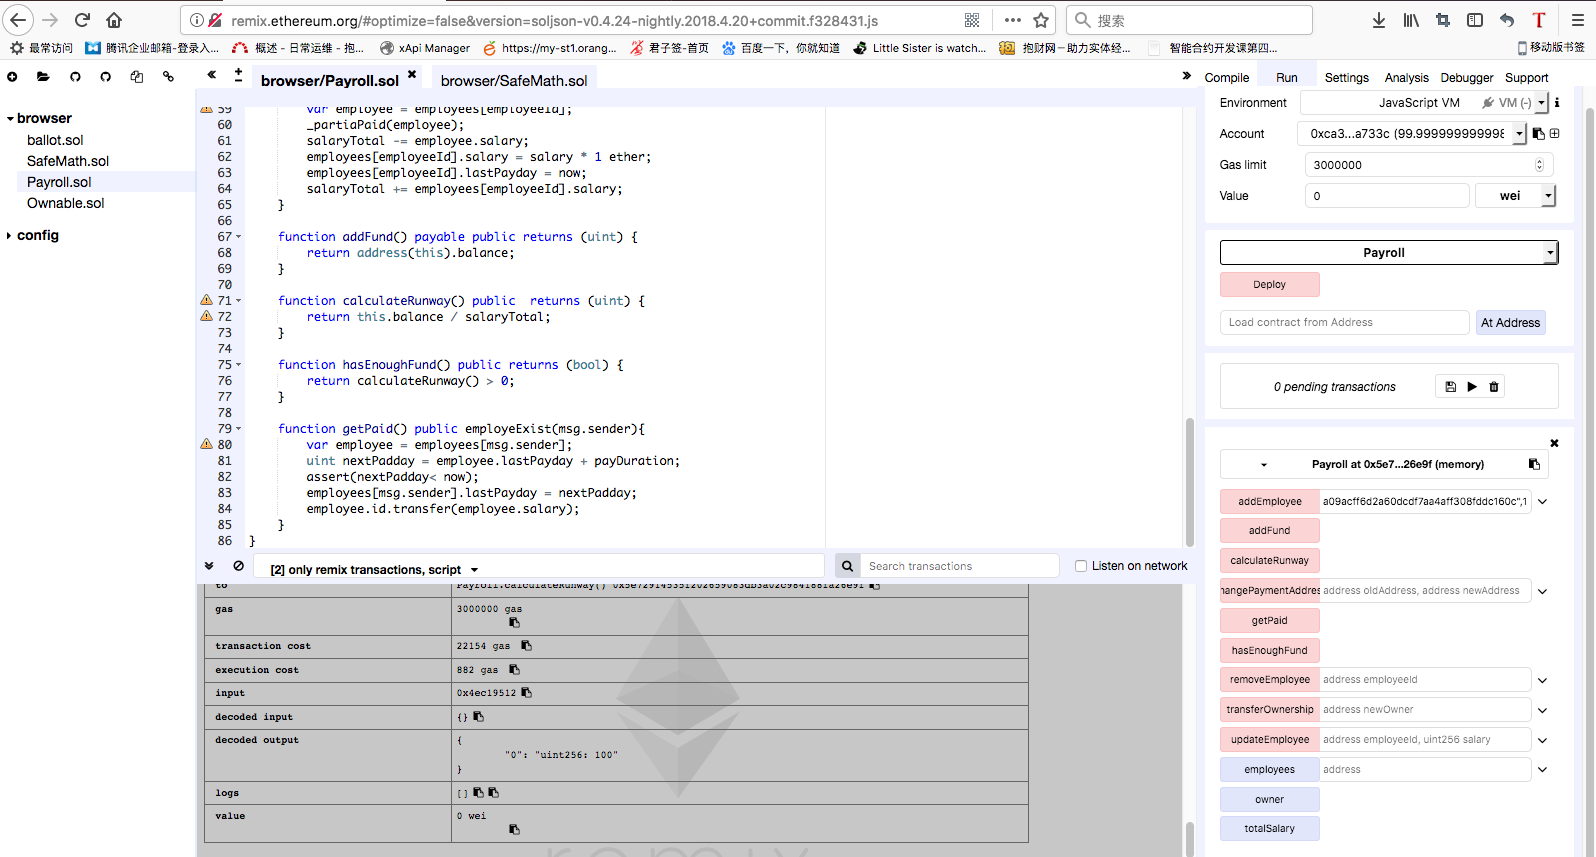 remix.ethereum.org/#optimize=false&version=soljson-v0.4.24-nightly.2018.4.20+commit.f328431.js
搜索
最常访问 腾讯企业邮箱-登录入... 概述 - 日常运维 - 抱... xApi Manager https://my-st1.orang... 君子签-首页 百度一下，你就知道 Little Sister is watch... 抱财网－助力实体经... 智能合约开发课第四... 移动版书签
browser/Payroll.sol browser/SafeMath.sol
Compile Run Settings Analysis Debugger Support
browser
ballot.sol
SafeMath.sol
Payroll.sol
Ownable.sol
config
59 var employee = employees[employeeId];
60 _partiaPaid(employee);
61 salaryTotal -= employee.salary;
62 employees[employeeId].salary = salary * 1 ether;
63 employees[employeeId].lastPayday = now;
64 salaryTotal += employees[employeeId].salary;
65 }
66
67 function addFund() payable public returns (uint) {
68 return address(this).balance;
69 }
70
71 function calculateRunway() public  returns (uint) {
72 return this.balance / salaryTotal;
73 }
74
75 function hasEnoughFund() public returns (bool) {
76 return calculateRunway() > 0;
77 }
78
79 function getPaid() public employeExist(msg.sender){
80 var employee = employees[msg.sender];
81 uint nextPadday = employee.lastPayday + payDuration;
82 assert(nextPadday< now);
83 employees[msg.sender].lastPayday = nextPadday;
84 employee.id.transfer(employee.salary);
85 }
86 }
[2] only remix transactions, script
Search transactions
Listen on network
to
gas 3000000 gas
transaction cost 22154 gas
execution cost 882 gas
input 0x4ec19512
decoded input {}
decoded output {
"0": "uint256: 100"
}
logs []
value 0 wei
remix
Environment JavaScript VM VM (-)
Account 0xca3...a733c (99.9999999999998
Gas limit 3000000
Value 0 wei
Payroll
Deploy
Load contract from Address At Address
0 pending transactions
Payroll at 0x5e7...26e9f (memory)
addEmployee a09acff6d2a60dcdf7aa4aff308fddc160c",1
addFund
calculateRunway
hangePaymentAddres address oldAddress, address newAddress
getPaid
hasEnoughFund
removeEmployee address employeeId
transferOwnership address newOwner
updateEmployee address employeeId, uint256 salary
employees address
owner
totalSalary